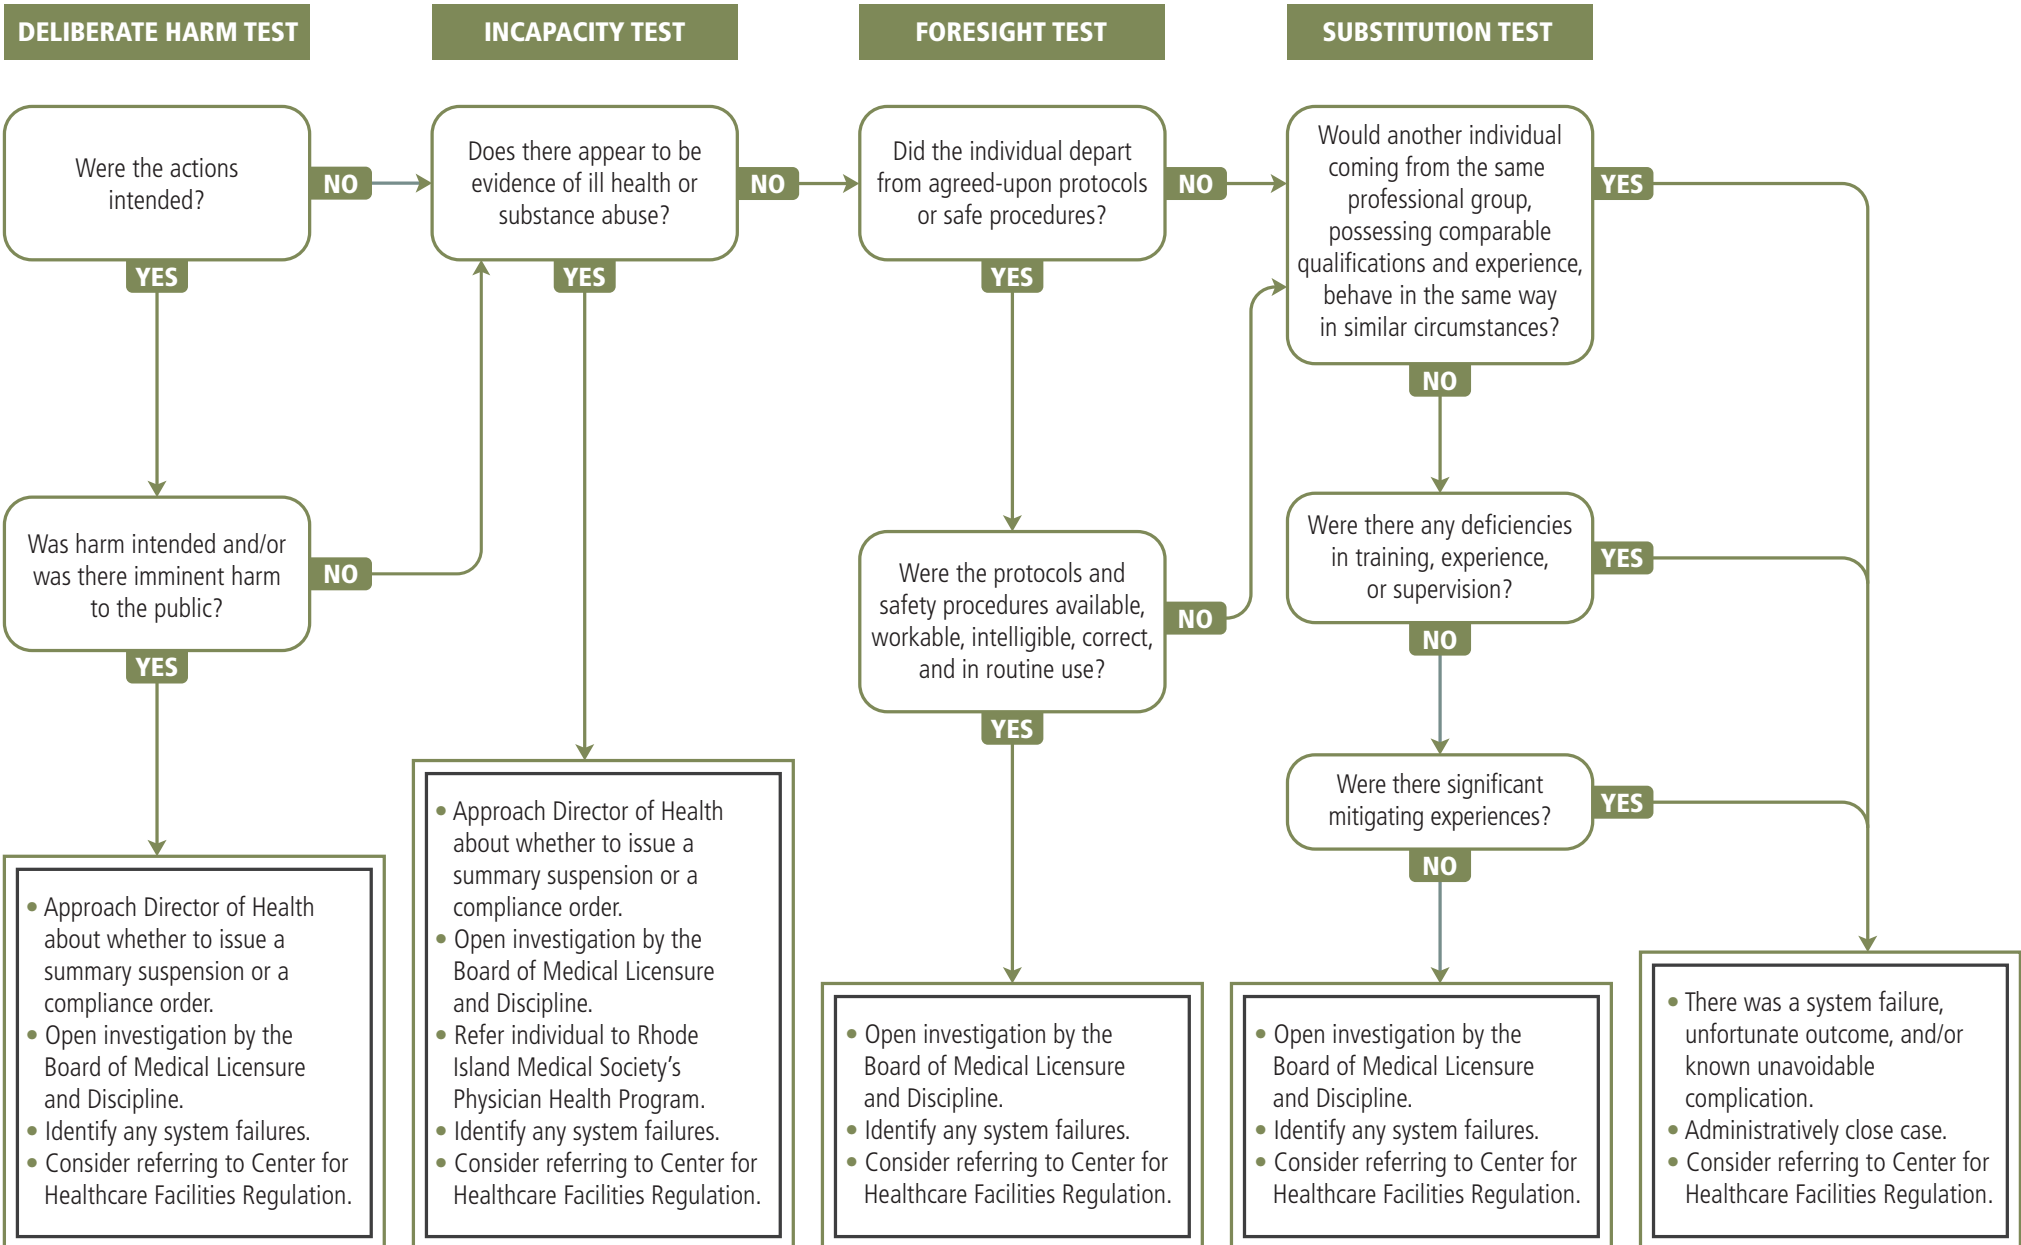 DELIBERATE HARM TEST
Were the actions
intended?
NO
YES
Was harm intended and/or
was there imminent harm
to the public?
NO
YES
• Approach Director of Health
about whether to issue a
summary suspension or a
compliance order.
• Open investigation by the
Board of Medical Licensure
and Discipline.
• Identify any system failures.
• Consider referring to Center for
Healthcare Facilities Regulation.
INCAPACITY TEST
Does there appear to be
evidence of ill health or
substance abuse?
NO
YES
• Approach Director of Health
about whether to issue a
summary suspension or a
compliance order.
• Open investigation by the
Board of Medical Licensure
and Discipline.
• Refer individual to Rhode
Island Medical Society’s
Physician Health Program.
• Identify any system failures.
• Consider referring to Center for
Healthcare Facilities Regulation.
FORESIGHT TEST
Did the individual depart
from agreed-upon protocols
or safe procedures?
NO
YES
Were the protocols and
safety procedures available,
workable, intelligible, correct,
and in routine use?
NO
YES
• Open investigation by the
Board of Medical Licensure
and Discipline.
• Identify any system failures.
• Consider referring to Center for
Healthcare Facilities Regulation.
SUBSTITUTION TEST
Would another individual
coming from the same
professional group,
possessing comparable
qualifications and experience,
behave in the same way
in similar circumstances?
YES
NO
Were there any deficiencies
in training, experience,
or supervision?
YES
NO
Were there significant
mitigating experiences?
YES
NO
• Open investigation by the
Board of Medical Licensure
and Discipline.
• Identify any system failures.
• Consider referring to Center for
Healthcare Facilities Regulation.
• There was a system failure,
unfortunate outcome, and/or
known unavoidable
complication.
• Administratively close case.
• Consider referring to Center for
Healthcare Facilities Regulation.